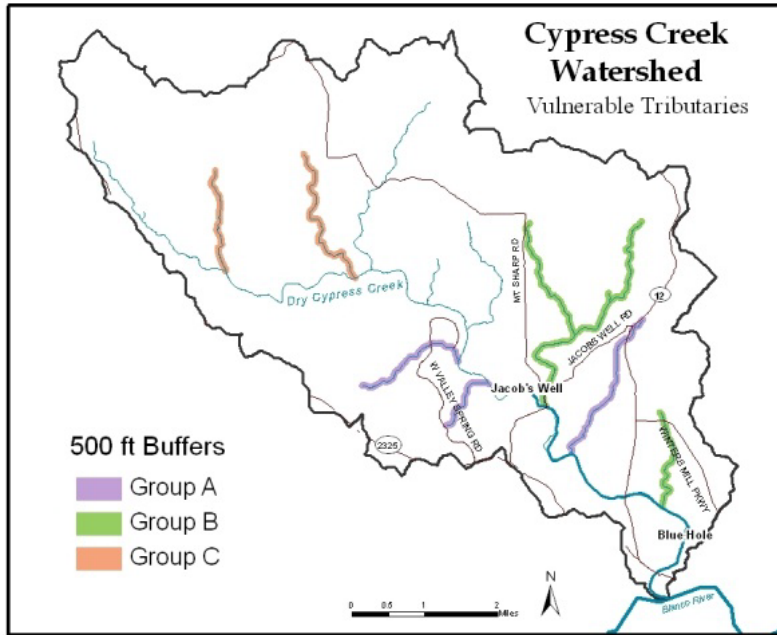 Cypress Creek
Watershed
Vulnerable Tributaries
MT SHARP RD
12
Dry Cypress Creek
JACOBS WELL RD
Jacob's Well
W VALLEY SPRING RD
2325
WINTERS MILL PKWY
500 ft Buffers
Group A
Group B
Group C
Blue Hole
N
0 0.5 1 2
Miles
Blanco River